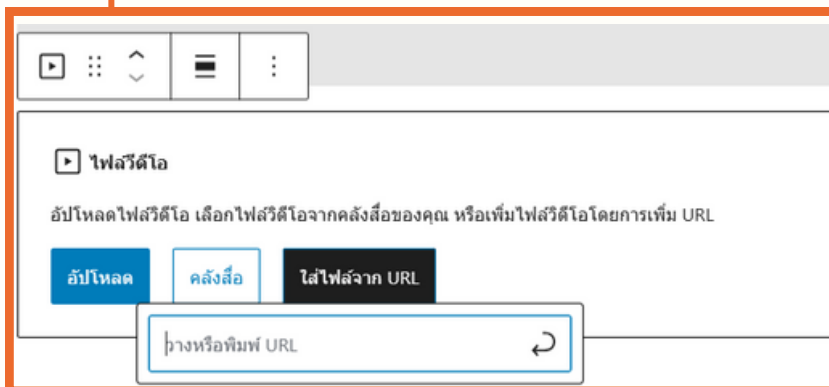 ไฟล์วีดีโอ
อัปโหลดไฟล์วิดีโอ เลือกไฟล์วิดีโอจากคลังสื่อของคุณ หรือเพิ่มไฟล์วิดีโอโดยการเพิ่ม URL
อัปโหลด คลังสื่อ ใส่ไฟล์จาก URL
วางหรือพิมพ์ URL